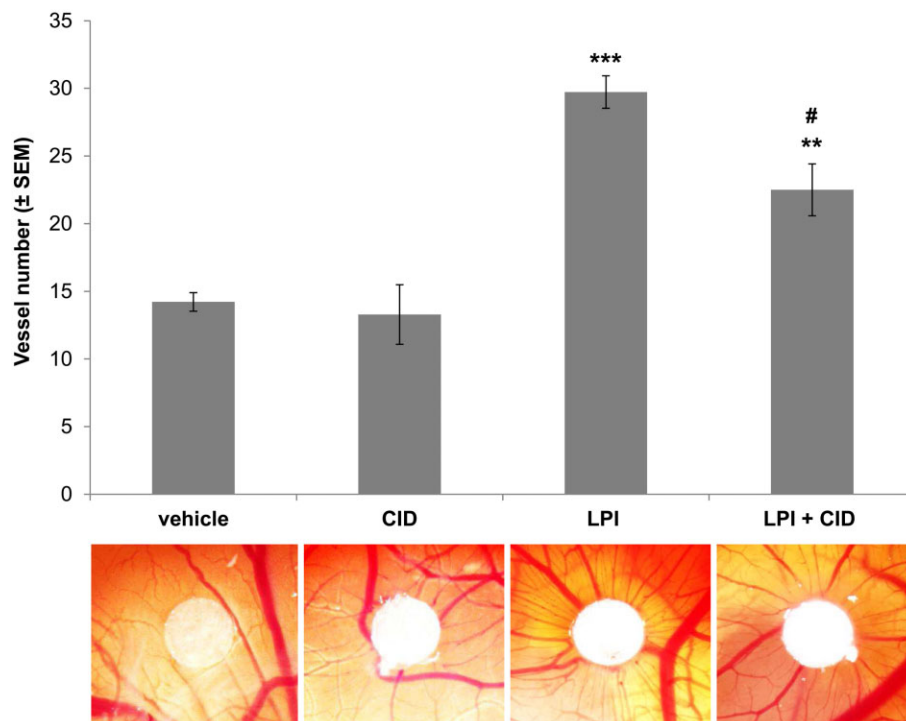 Vessel number (± SEM)
35
30
25
20
15
10
5
0
***
#
**
vehicle
CID
LPI
LPI + CID